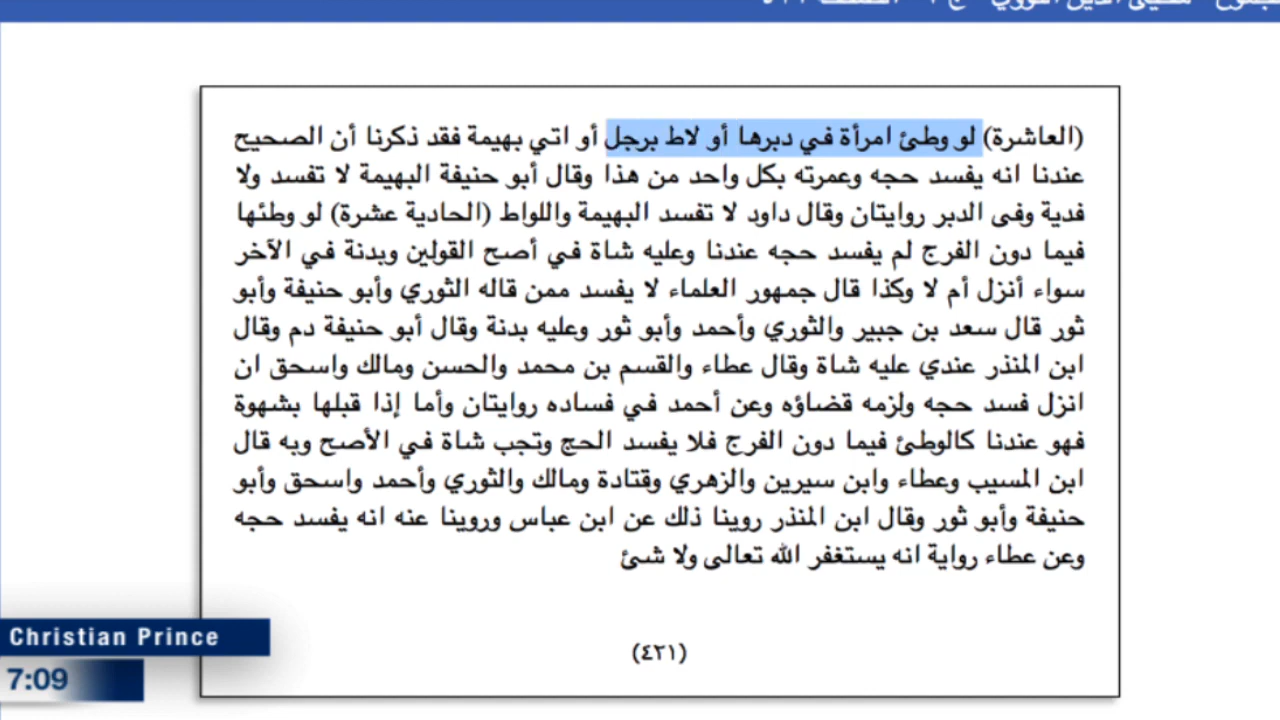 محيى الدين النووي - ج
(العاشرة) لو وطئ امرأة في دبرها أو لاط برجل أو اتي بهيمة فقد ذكرنا أن الصحيح
عندنا انه يفسد حجه وعمرته بكل واحد من هذا وقال أبو حنيفة البهيمة لا تفسد ولا
فدية وفى الدبر روايتان وقال داود لا تفسد البهيمة واللواط (الحادية عشرة) لو وطئها
فيما دون الفرج لم يفسد حجه عندنا وعليه شاة في أصح القولين وبدنة في الآخر
سواء أنزل أم لا وكذا قال جمهور العلماء لا يفسد ممن قاله الثوري وأبو حنيفة وأبو
ثور قال سعد بن جبير والثوري وأحمد وأبو ثور وعليه بدنة وقال أبو حنيفة دم وقال
ابن المنذر عندي عليه شاة وقال عطاء والقسم بن محمد والحسن ومالك واسحق ان
انزل فسد حجه ولزمه قضاؤه وعن أحمد في فساده روايتان وأما إذا قبلها بشهوة
فهو عندنا كالوطئ فيما دون الفرج فلا يفسد الحج وتجب شاة في الأصح وبه قال
ابن المسيب وعطاء وابن سيرين والزهري وقتادة ومالك والثوري وأحمد واسحق وأبو
حنيفة وأبو ثور وقال ابن المنذر روينا ذلك عن ابن عباس وروينا عنه انه يفسد حجه
وعن عطاء رواية انه يستغفر الله تعالى ولا شئ
(٤٢١)
Christian Prince
7:09